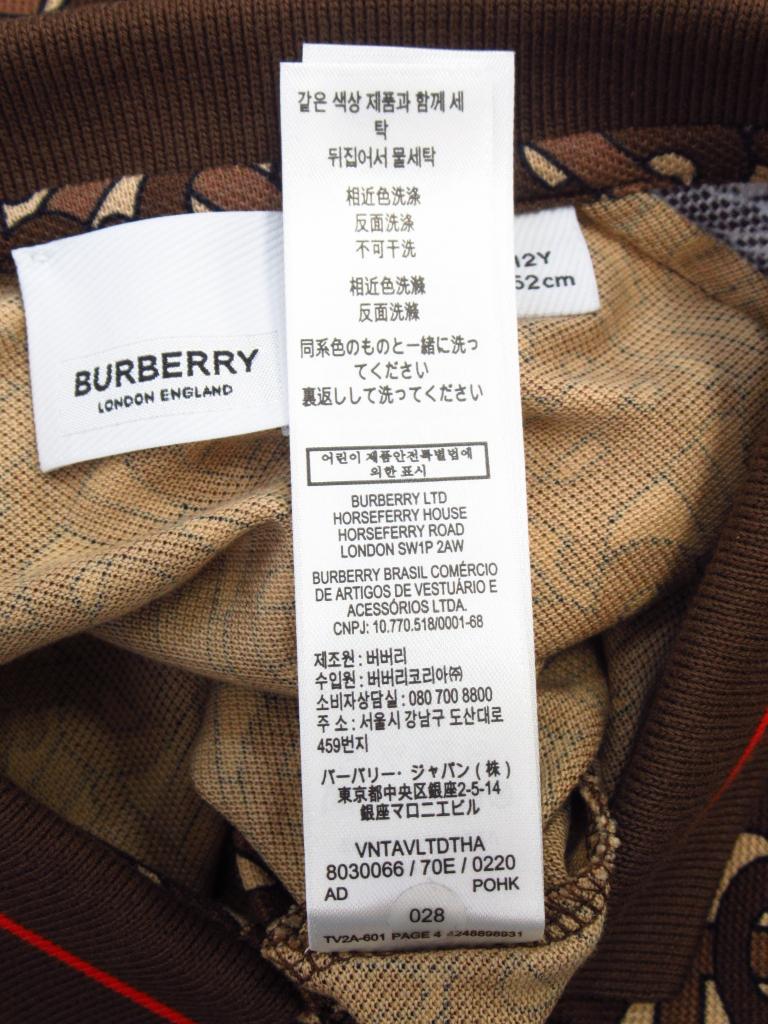 같은 색상 제품과 함께 세
탁
뒤집어서 물세탁
相近色洗涤
反面洗涤
不可干洗
相近色洗滌
反面洗滌
同系色のものと一緒に洗っ
てください
裏返しして洗ってください
어린이 제품안전특별법에
의한 표시
BURBERRY LTD
HORSEFERRY HOUSE
HORSEFERRY ROAD
LONDON SW1P 2AW
BURBERRY BRASIL COMÉRCIO
DE ARTIGOS DE VESTUÁRIO E
ACESSÓRIOS LTDA.
CNPJ: 10.770.518/0001-68
제조원 : 버버리
수입원 : 버버리코리아㈜
소비자상담실 : 080 700 8800
주 소 : 서울시 강남구 도산대로
459번지
バーバリー・ジャパン ( 株 )
東京都中央区銀座2-5-14
銀座マロニエビル
VNTAVLTDTHA
8030066 / 70E / 0220
AD POHK
028
TV2A-601 PAGE 4 4248898931
BURBERRY
LONDON ENGLAND
12Y
52cm